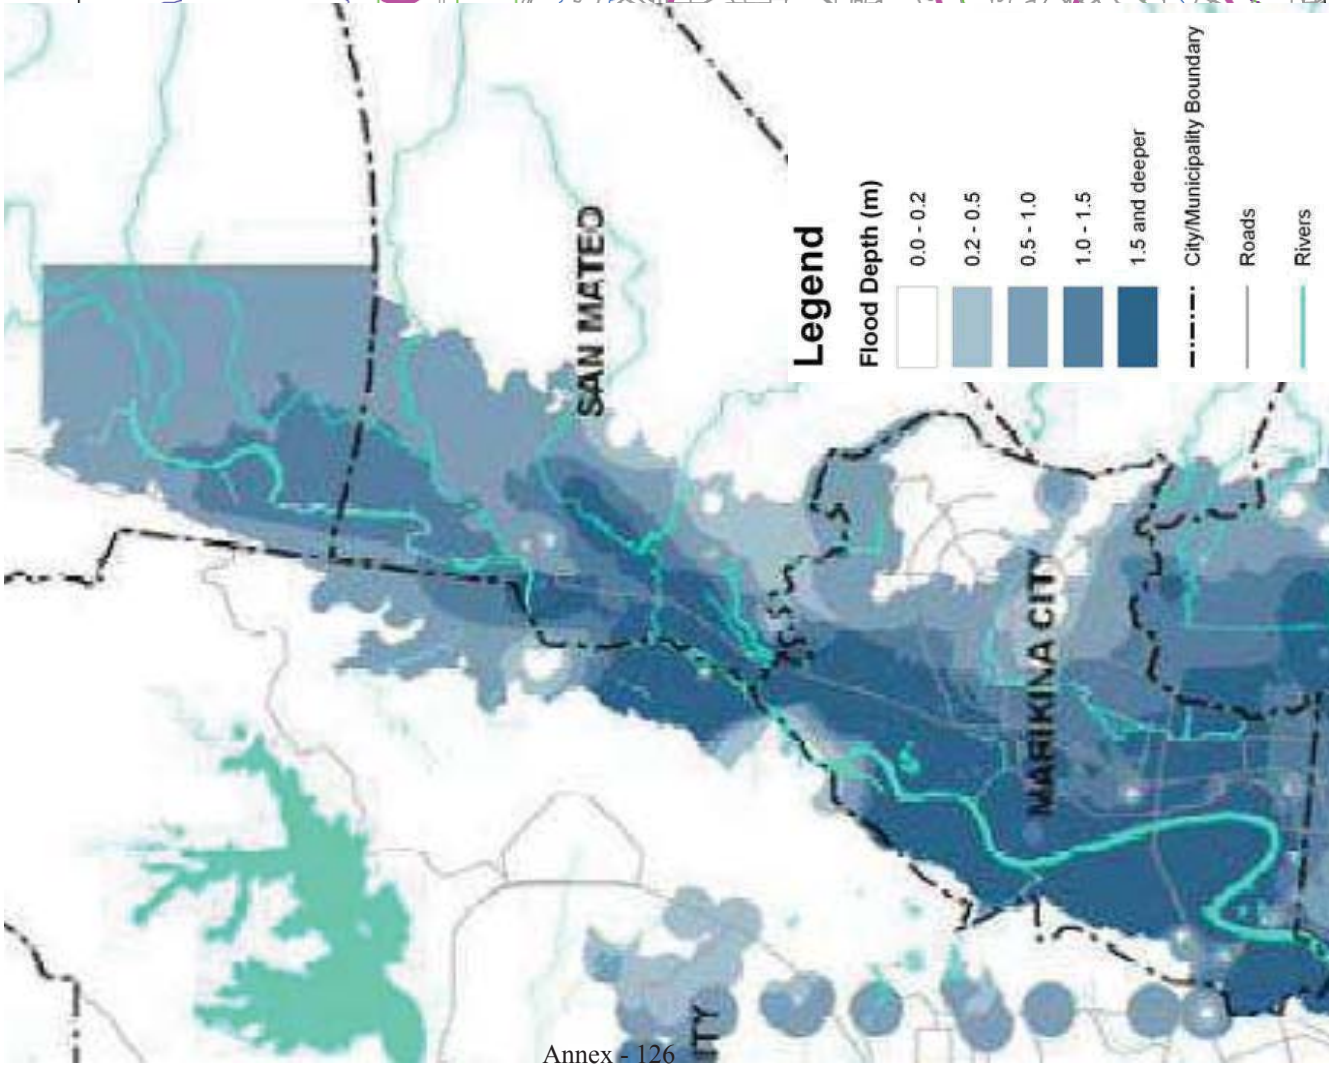 SAN MATEO
MARIKINA CITY
ITY
Legend
Flood Depth (m)
0.0 - 0.2
0.2 - 0.5
0.5 - 1.0
1.0 - 1.5
1.5 and deeper
City/Municipality Boundary
Roads
Rivers
Annex - 126